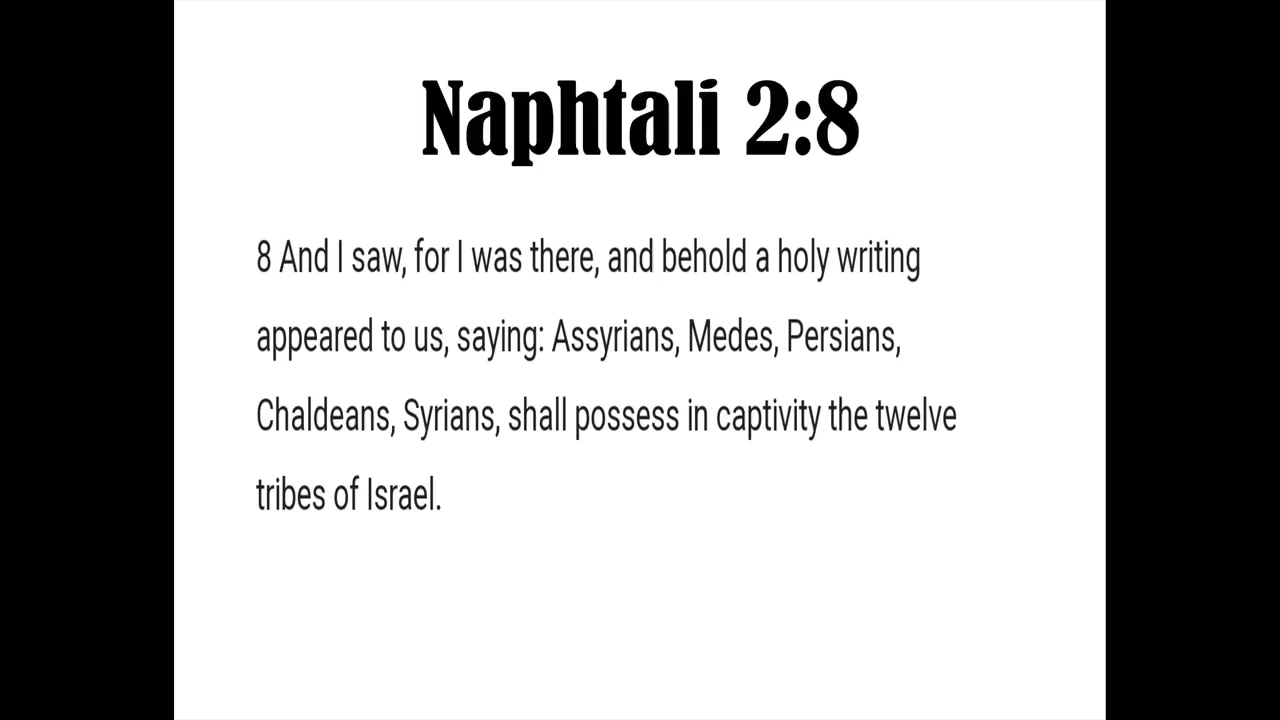 Naphtali 2:8
8 And I saw, for I was there, and behold a holy writing
appeared to us, saying: Assyrians, Medes, Persians,
Chaldeans, Syrians, shall possess in captivity the twelve
tribes of Israel.